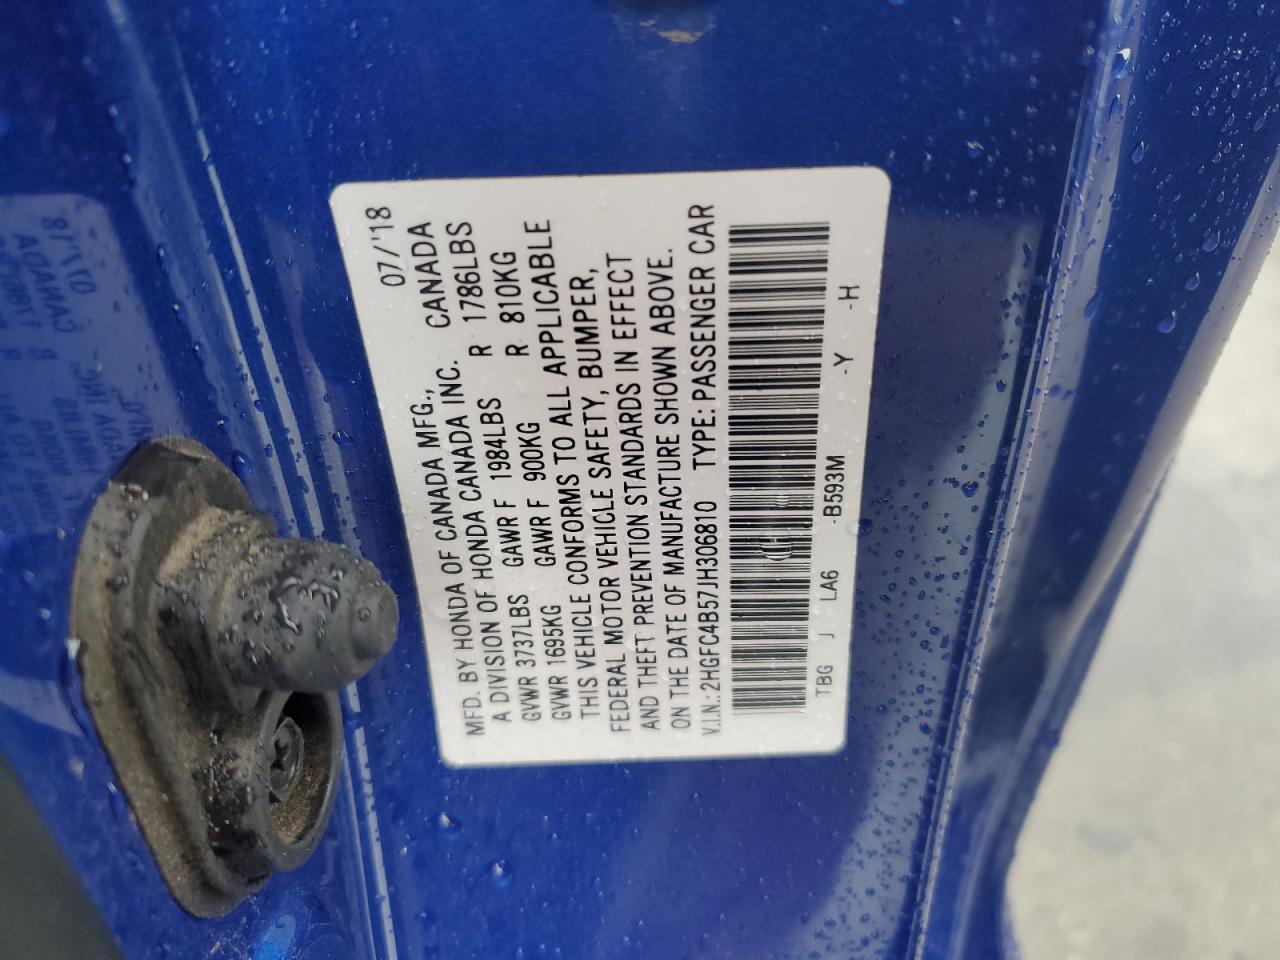 07/'18
MFD. BY HONDA OF CANADA MFG., CANADA
A DIVISION OF HONDA CANADA INC.
GVWR 3737LBS GAWR F 1984LBS R 1786LBS
GVWR 1695KG GAWR F 900KG R 810KG
THIS VEHICLE CONFORMS TO ALL APPLICABLE
FEDERAL MOTOR VEHICLE SAFETY, BUMPER,
AND THEFT PREVENTION STANDARDS IN EFFECT
ON THE DATE OF MANUFACTURE SHOWN ABOVE.
V.I.N.: 2HGFC4B57JH306810 TYPE: PASSENGER CAR
TBG J LA6 -B593M -Y -H